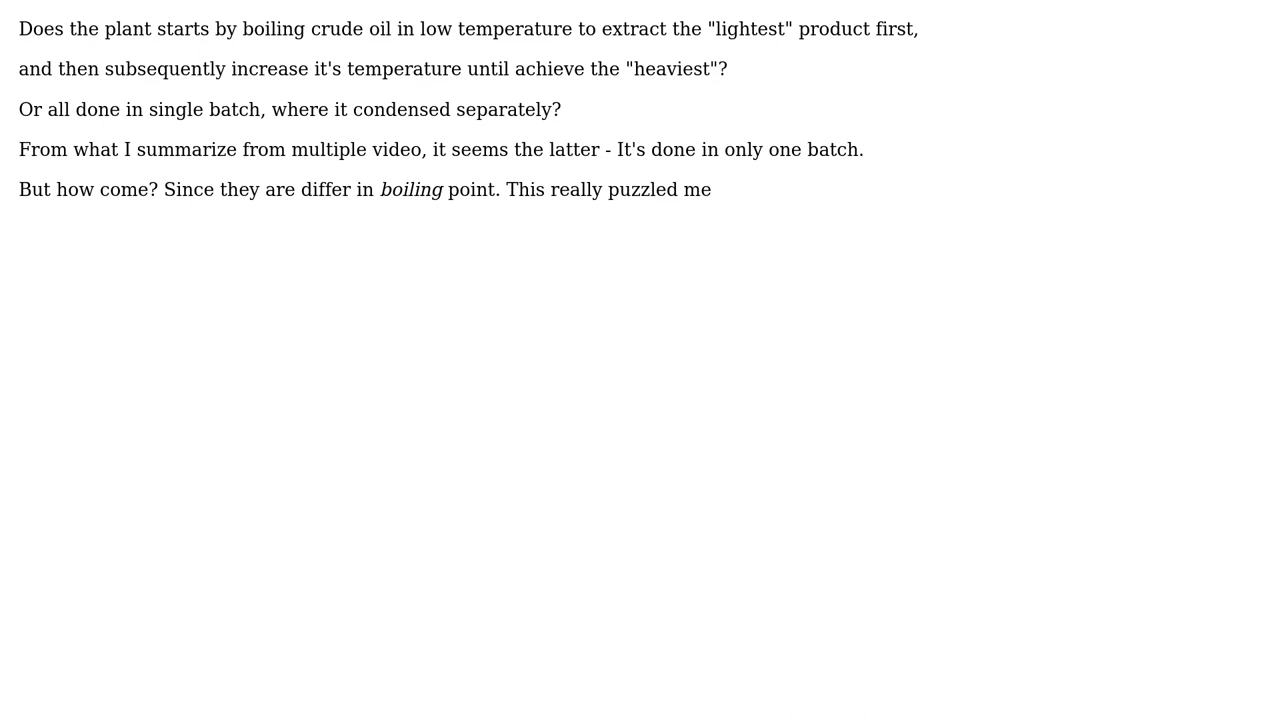 Does the plant starts by boiling crude oil in low temperature to extract the "lightest" product first,
and then subsequently increase it's temperature until achieve the "heaviest"?
Or all done in single batch, where it condensed separately?
From what I summarize from multiple video, it seems the latter - It's done in only one batch.
But how come? Since they are differ in boiling point. This really puzzled me